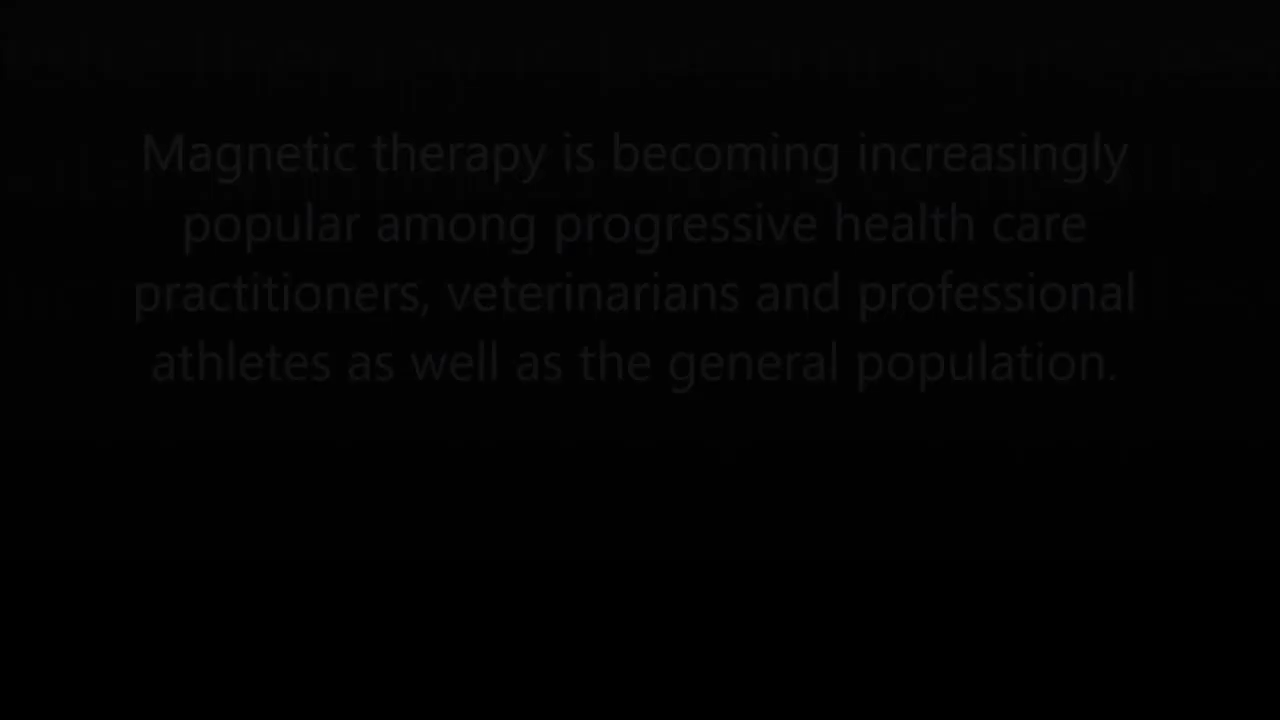 Magnetic therapy is becoming increasingly
popular among progressive health care
practitioners, veterinarians and professional
athletes as well as the general population.